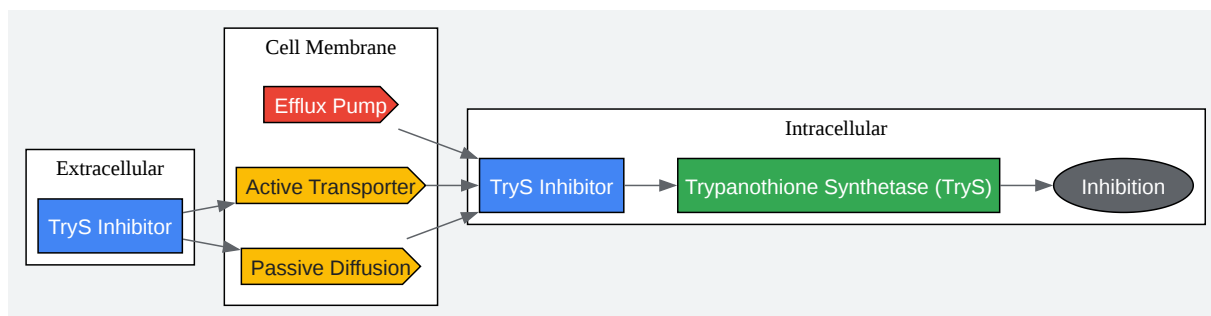 Extracellular
TryS Inhibitor
Cell Membrane
Efflux Pump
Active Transporter
Passive Diffusion
Intracellular
TryS Inhibitor
Trypanothione Synthetase (TryS)
Inhibition